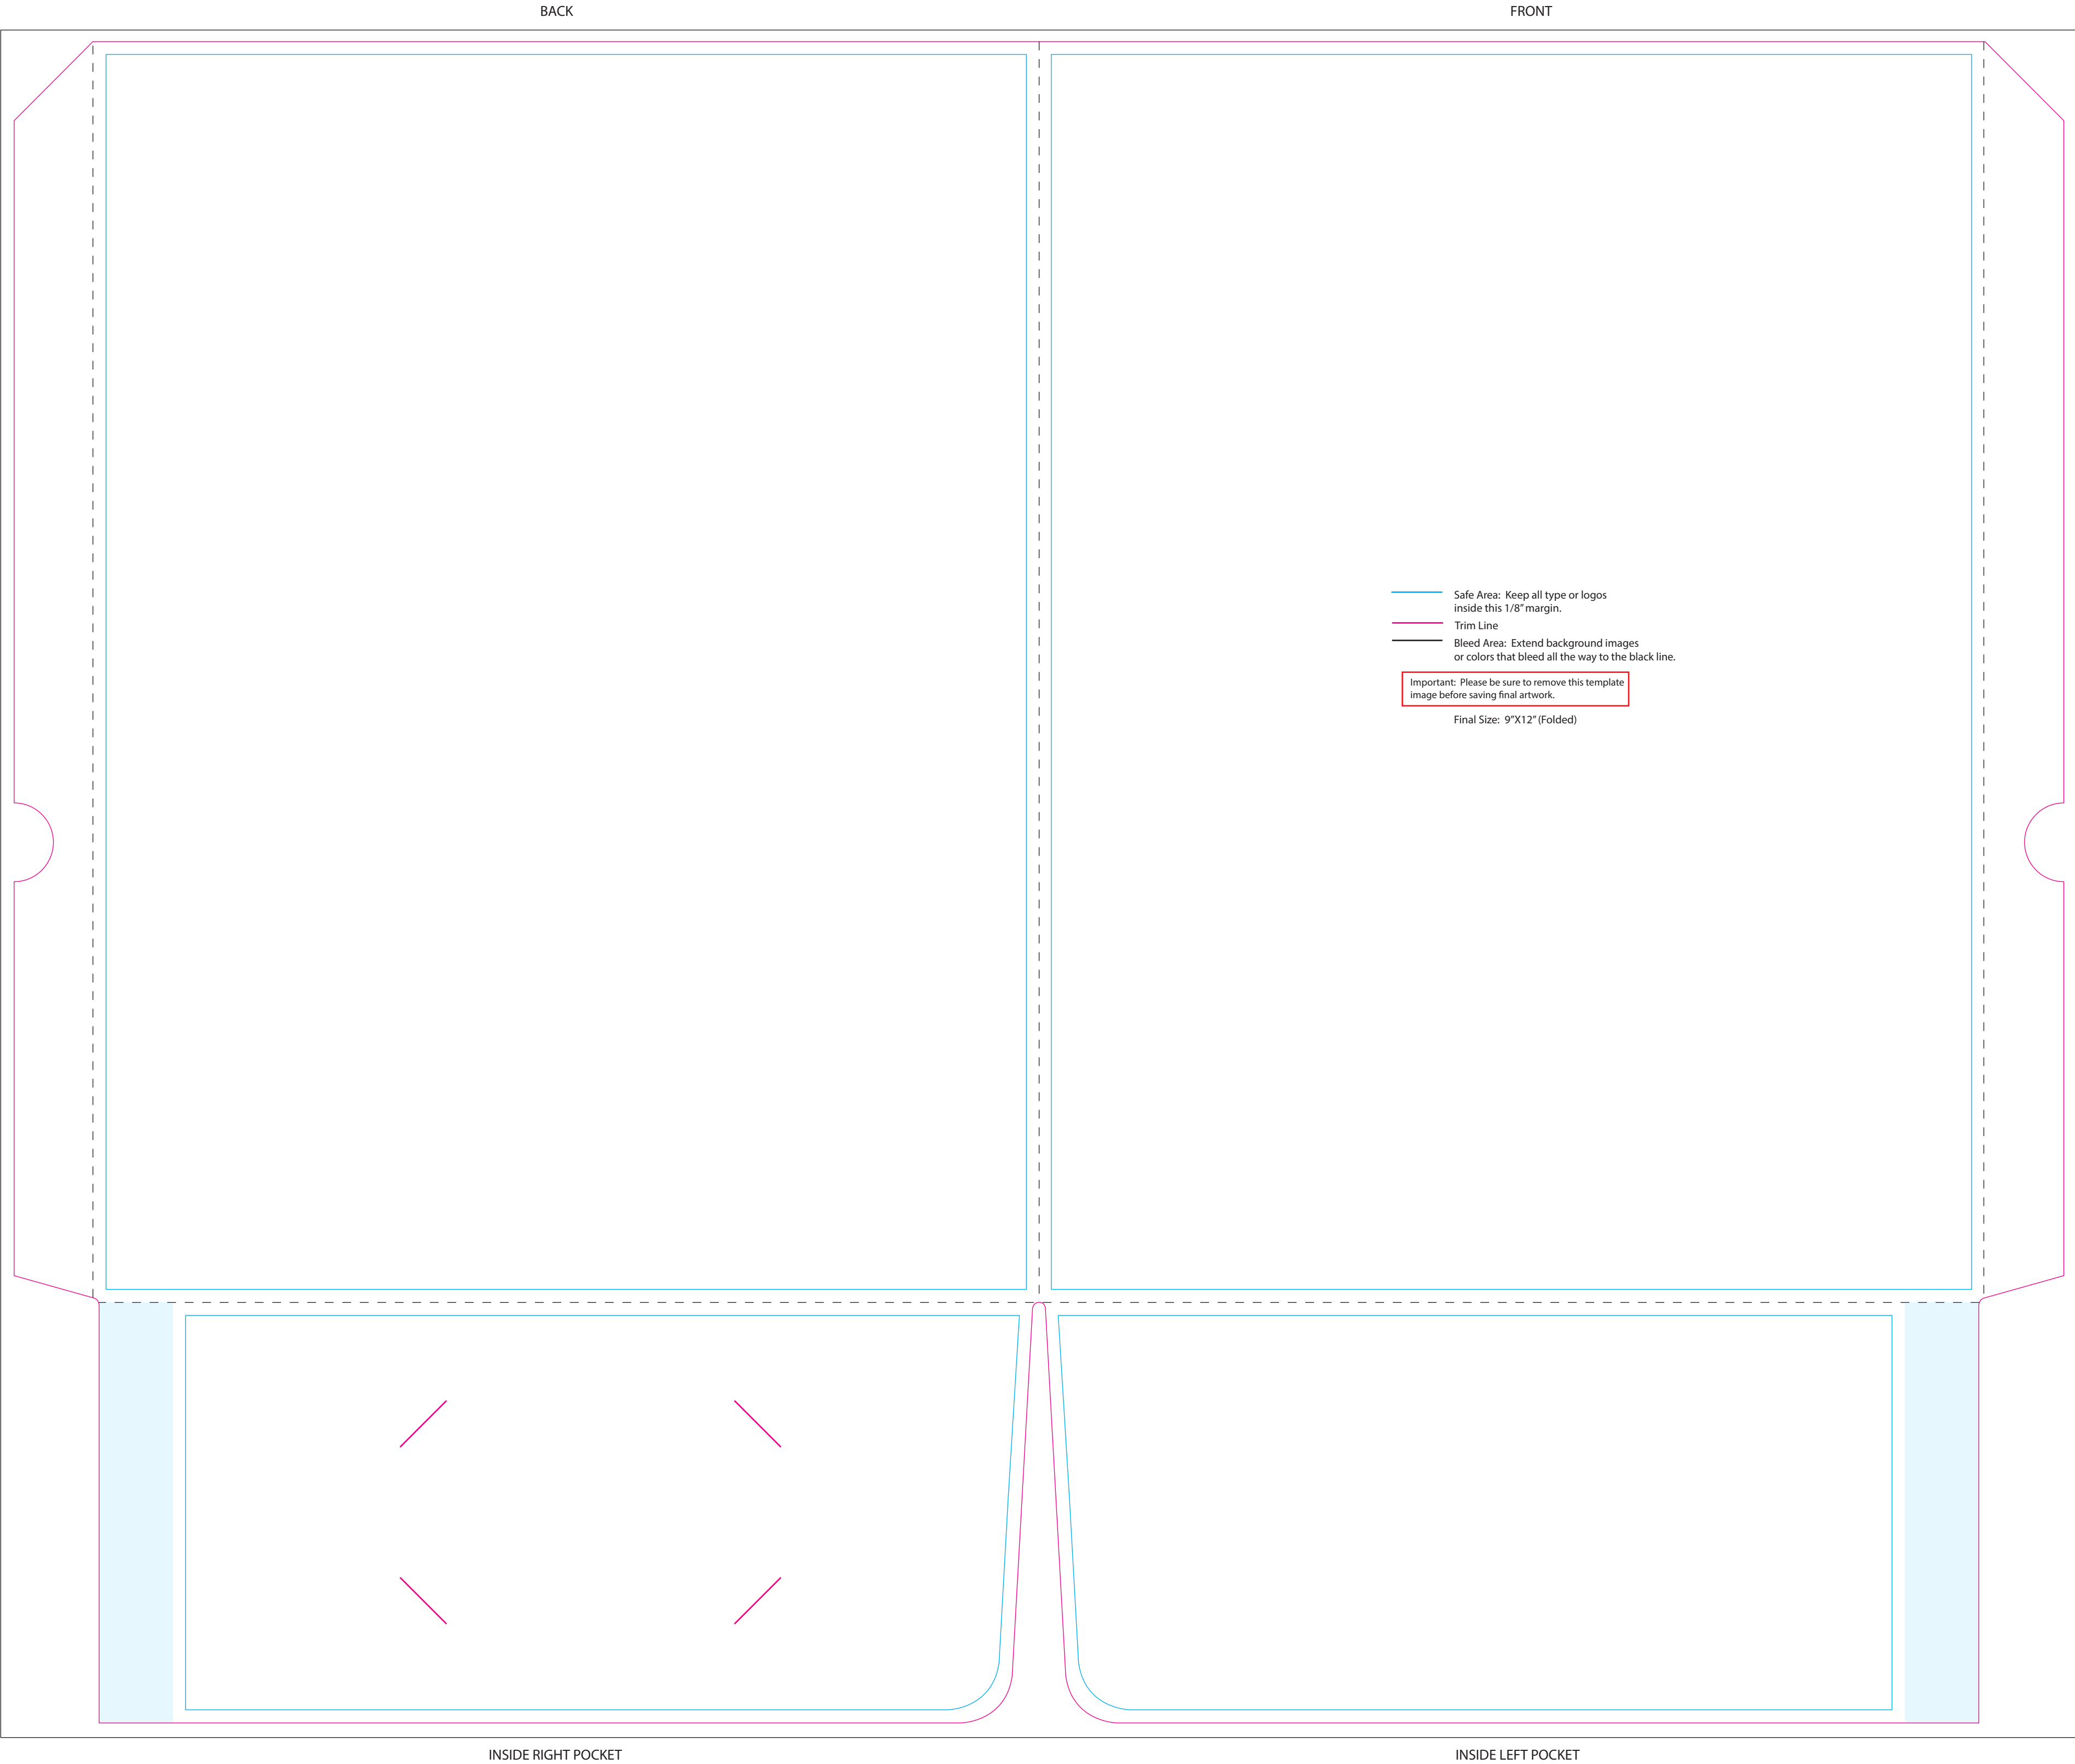 BACK
FRONT
Safe Area:  Keep all type or logos
inside this 1/8” margin.
Trim Line
Bleed Area:  Extend background images
or colors that bleed all the way to the black line.
Important:  Please be sure to remove this template
image before saving final artwork.
Final Size:  9”X12” (Folded)
INSIDE RIGHT POCKET
INSIDE LEFT POCKET